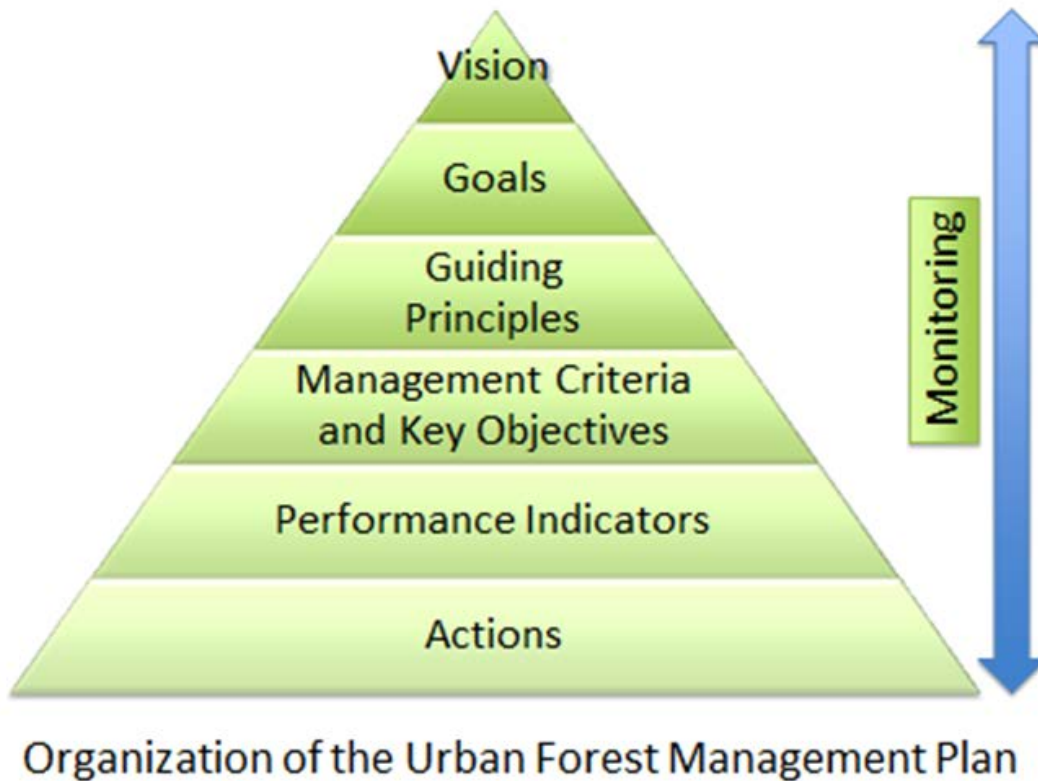 Vision
Goals
Guiding
Principles
Management Criteria
and Key Objectives
Performance Indicators
Actions
Monitoring
Organization of the Urban Forest Management Plan